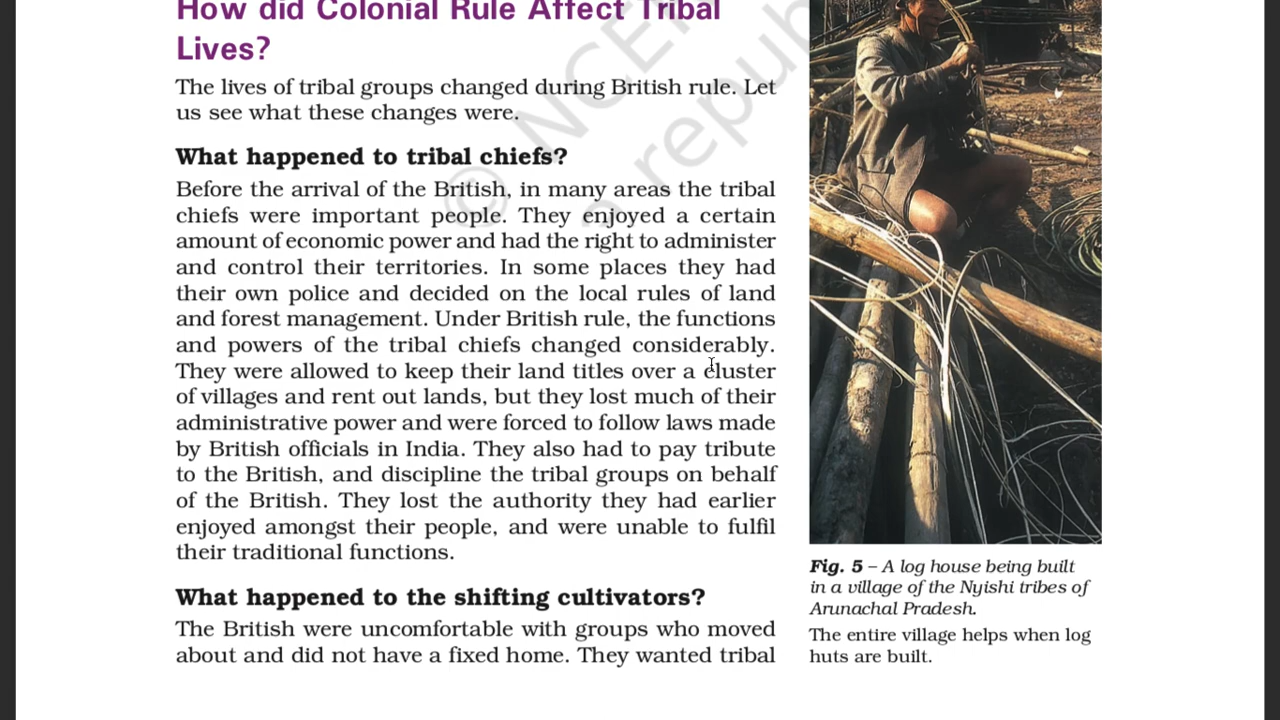 How did Colonial Rule Affect Tribal
Lives?
The lives of tribal groups changed during British rule. Let
us see what these changes were.
What happened to tribal chiefs?
Before the arrival of the British, in many areas the tribal
chiefs were important people. They enjoyed a certain
amount of economic power and had the right to administer
and control their territories. In some places they had
their own police and decided on the local rules of land
and forest management. Under British rule, the functions
and powers of the tribal chiefs changed considerably.
They were allowed to keep their land titles over a cluster
of villages and rent out lands, but they lost much of their
administrative power and were forced to follow laws made
by British officials in India. They also had to pay tribute
to the British, and discipline the tribal groups on behalf
of the British. They lost the authority they had earlier
enjoyed amongst their people, and were unable to fulfil
their traditional functions.
What happened to the shifting cultivators?
The British were uncomfortable with groups who moved
about and did not have a fixed home. They wanted tribal
Fig. 5 – A log house being built
in a village of the Nyishi tribes of
Arunachal Pradesh.
The entire village helps when log
huts are built.